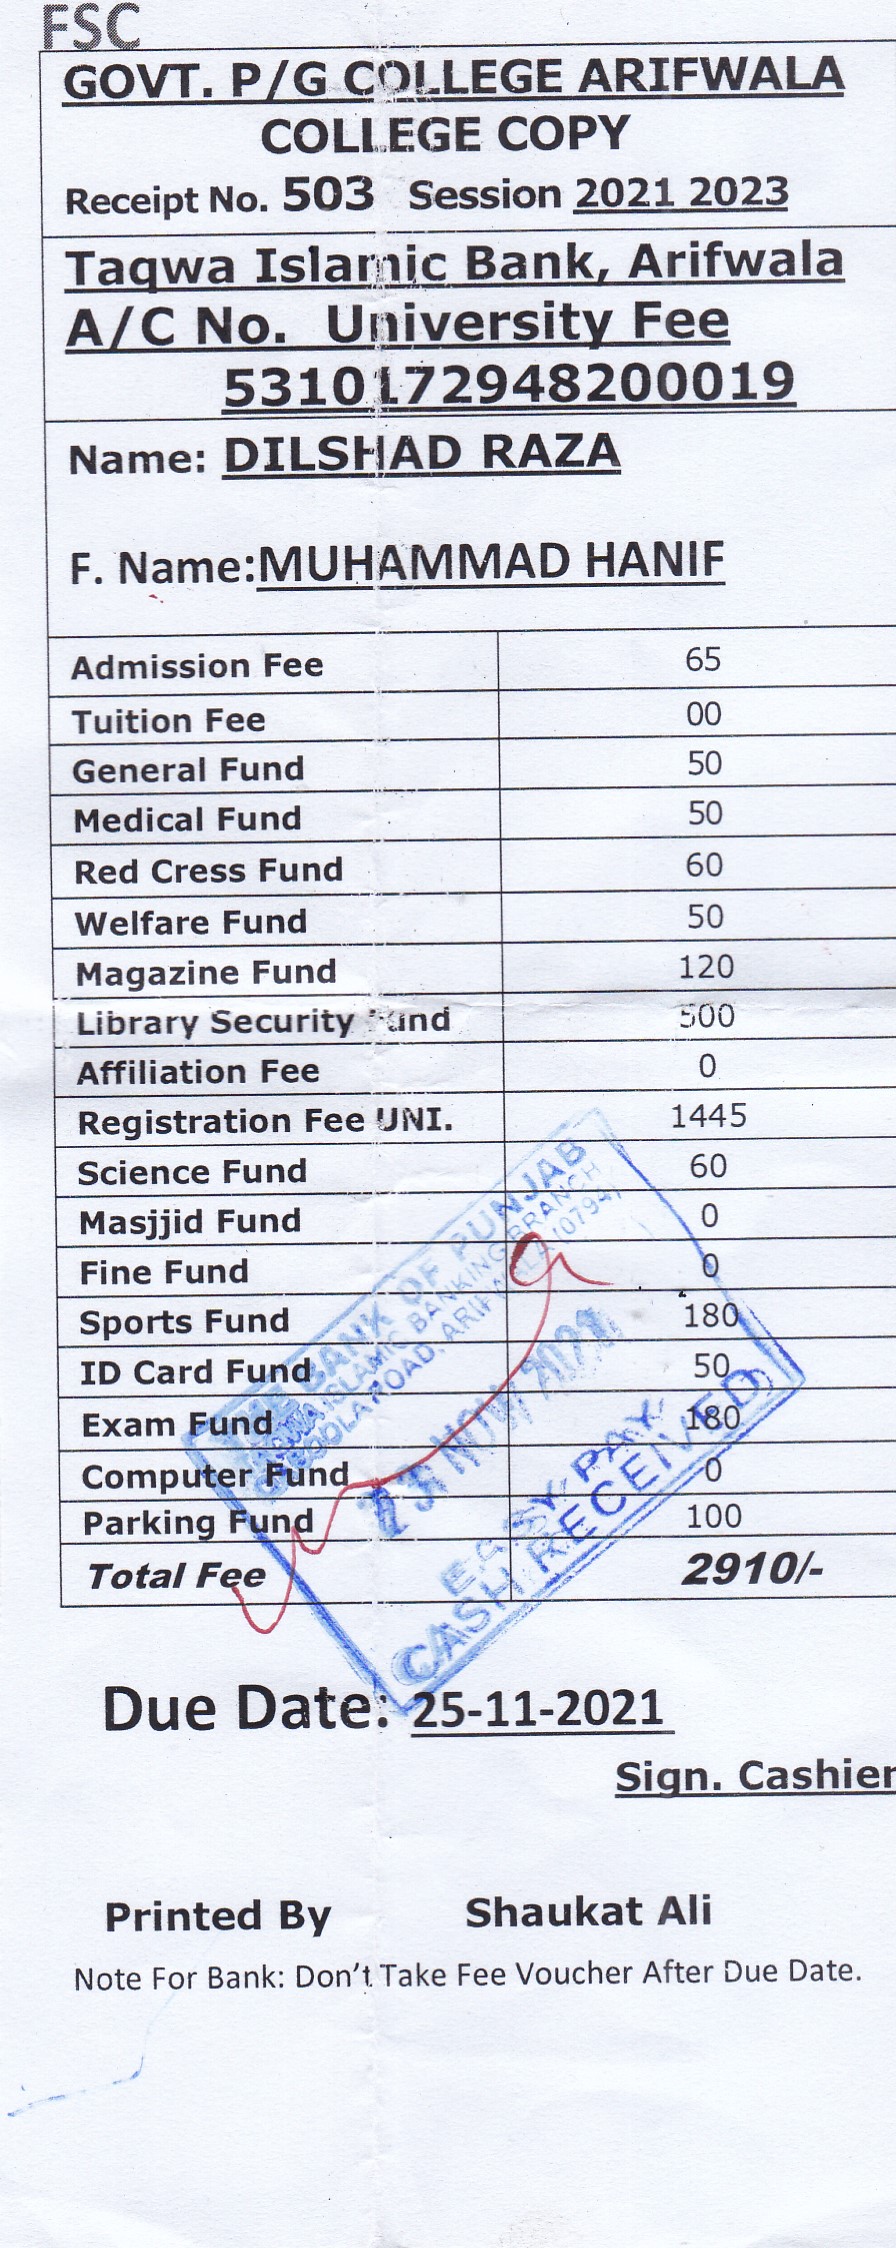 FSC
GOVT. P/G COLLEGE ARIFWALA
COLLEGE COPY
Receipt No. 503 Session 2021 2023
Taqwa Islamic Bank, Arifwala
A/C No. University Fee
5310172948200019
Name: DILSHAD RAZA
F. Name:MUHAMMAD HANIF
Admission Fee 65
Tuition Fee 00
General Fund 50
Medical Fund 50
Red Cress Fund 60
Welfare Fund 50
Magazine Fund 120
Library Security Fund 500
Affiliation Fee 0
Registration Fee UNI. 1445
Science Fund 60
Masjjid Fund 0
Fine Fund 0
Sports Fund 180
ID Card Fund 50
Exam Fund 180
Computer Fund 0
Parking Fund 100
Total Fee 2910/-
THE BANK OF PUNJAB
ISLAMIC BANKING BRANCH
ROAD, ARIFWALA (0794)
23 NOV 2021
EASY PAY
CASH RECEIVED
Due Date: 25-11-2021
Sign. Cashier
Printed By Shaukat Ali
Note For Bank: Don't Take Fee Voucher After Due Date.